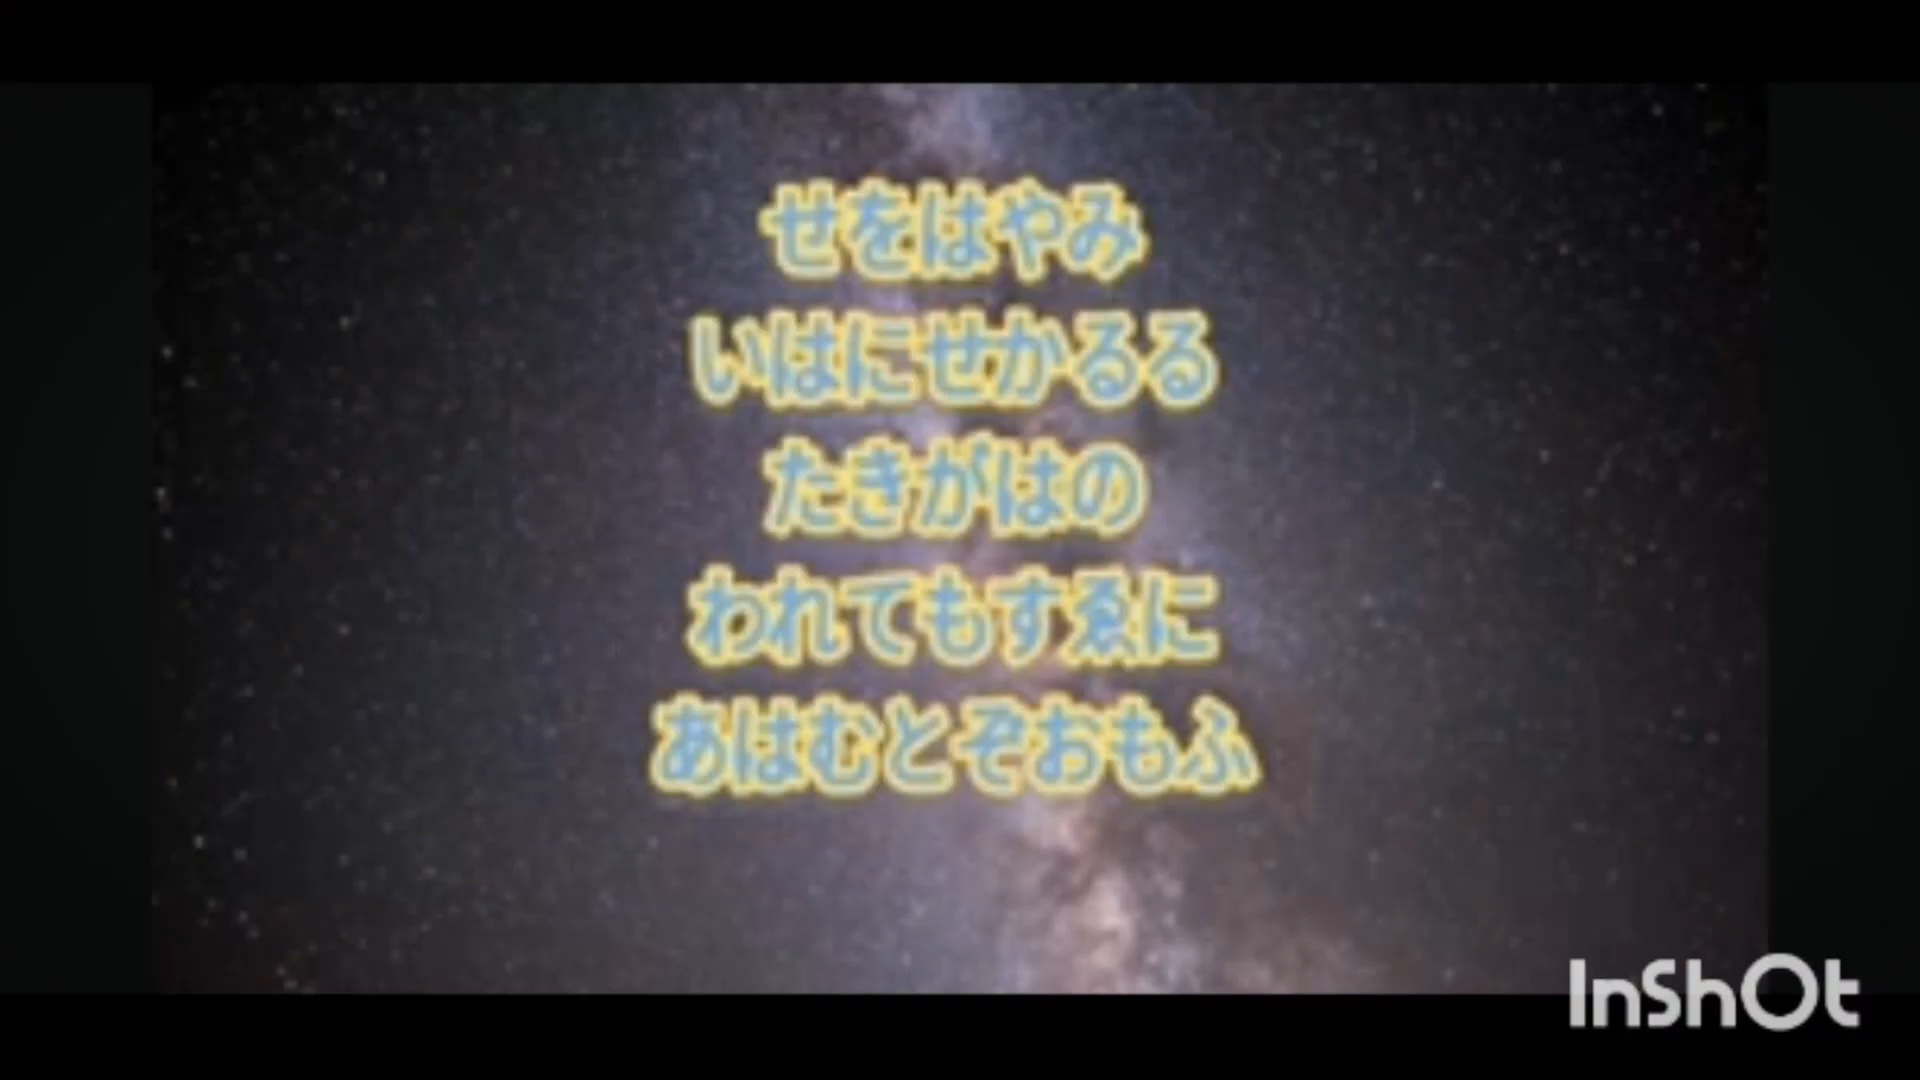 せをはやみ
いはにせかるる
たきがはの
われてもすゑに
あはむとぞおもふ
InShOt